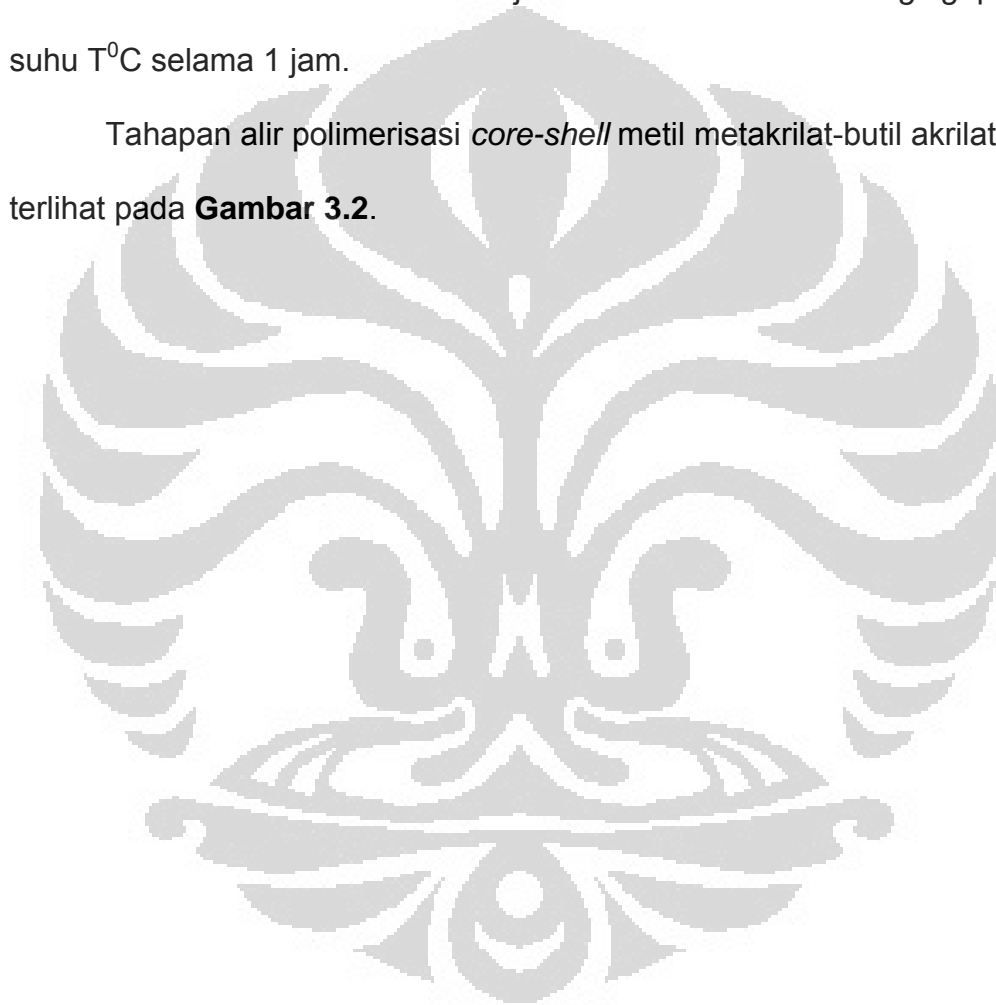 suhu T⁰C selama 1 jam.
Tahapan alir polimerisasi core-shell metil metakrilat-butil akrilat
terlihat pada Gambar 3.2.